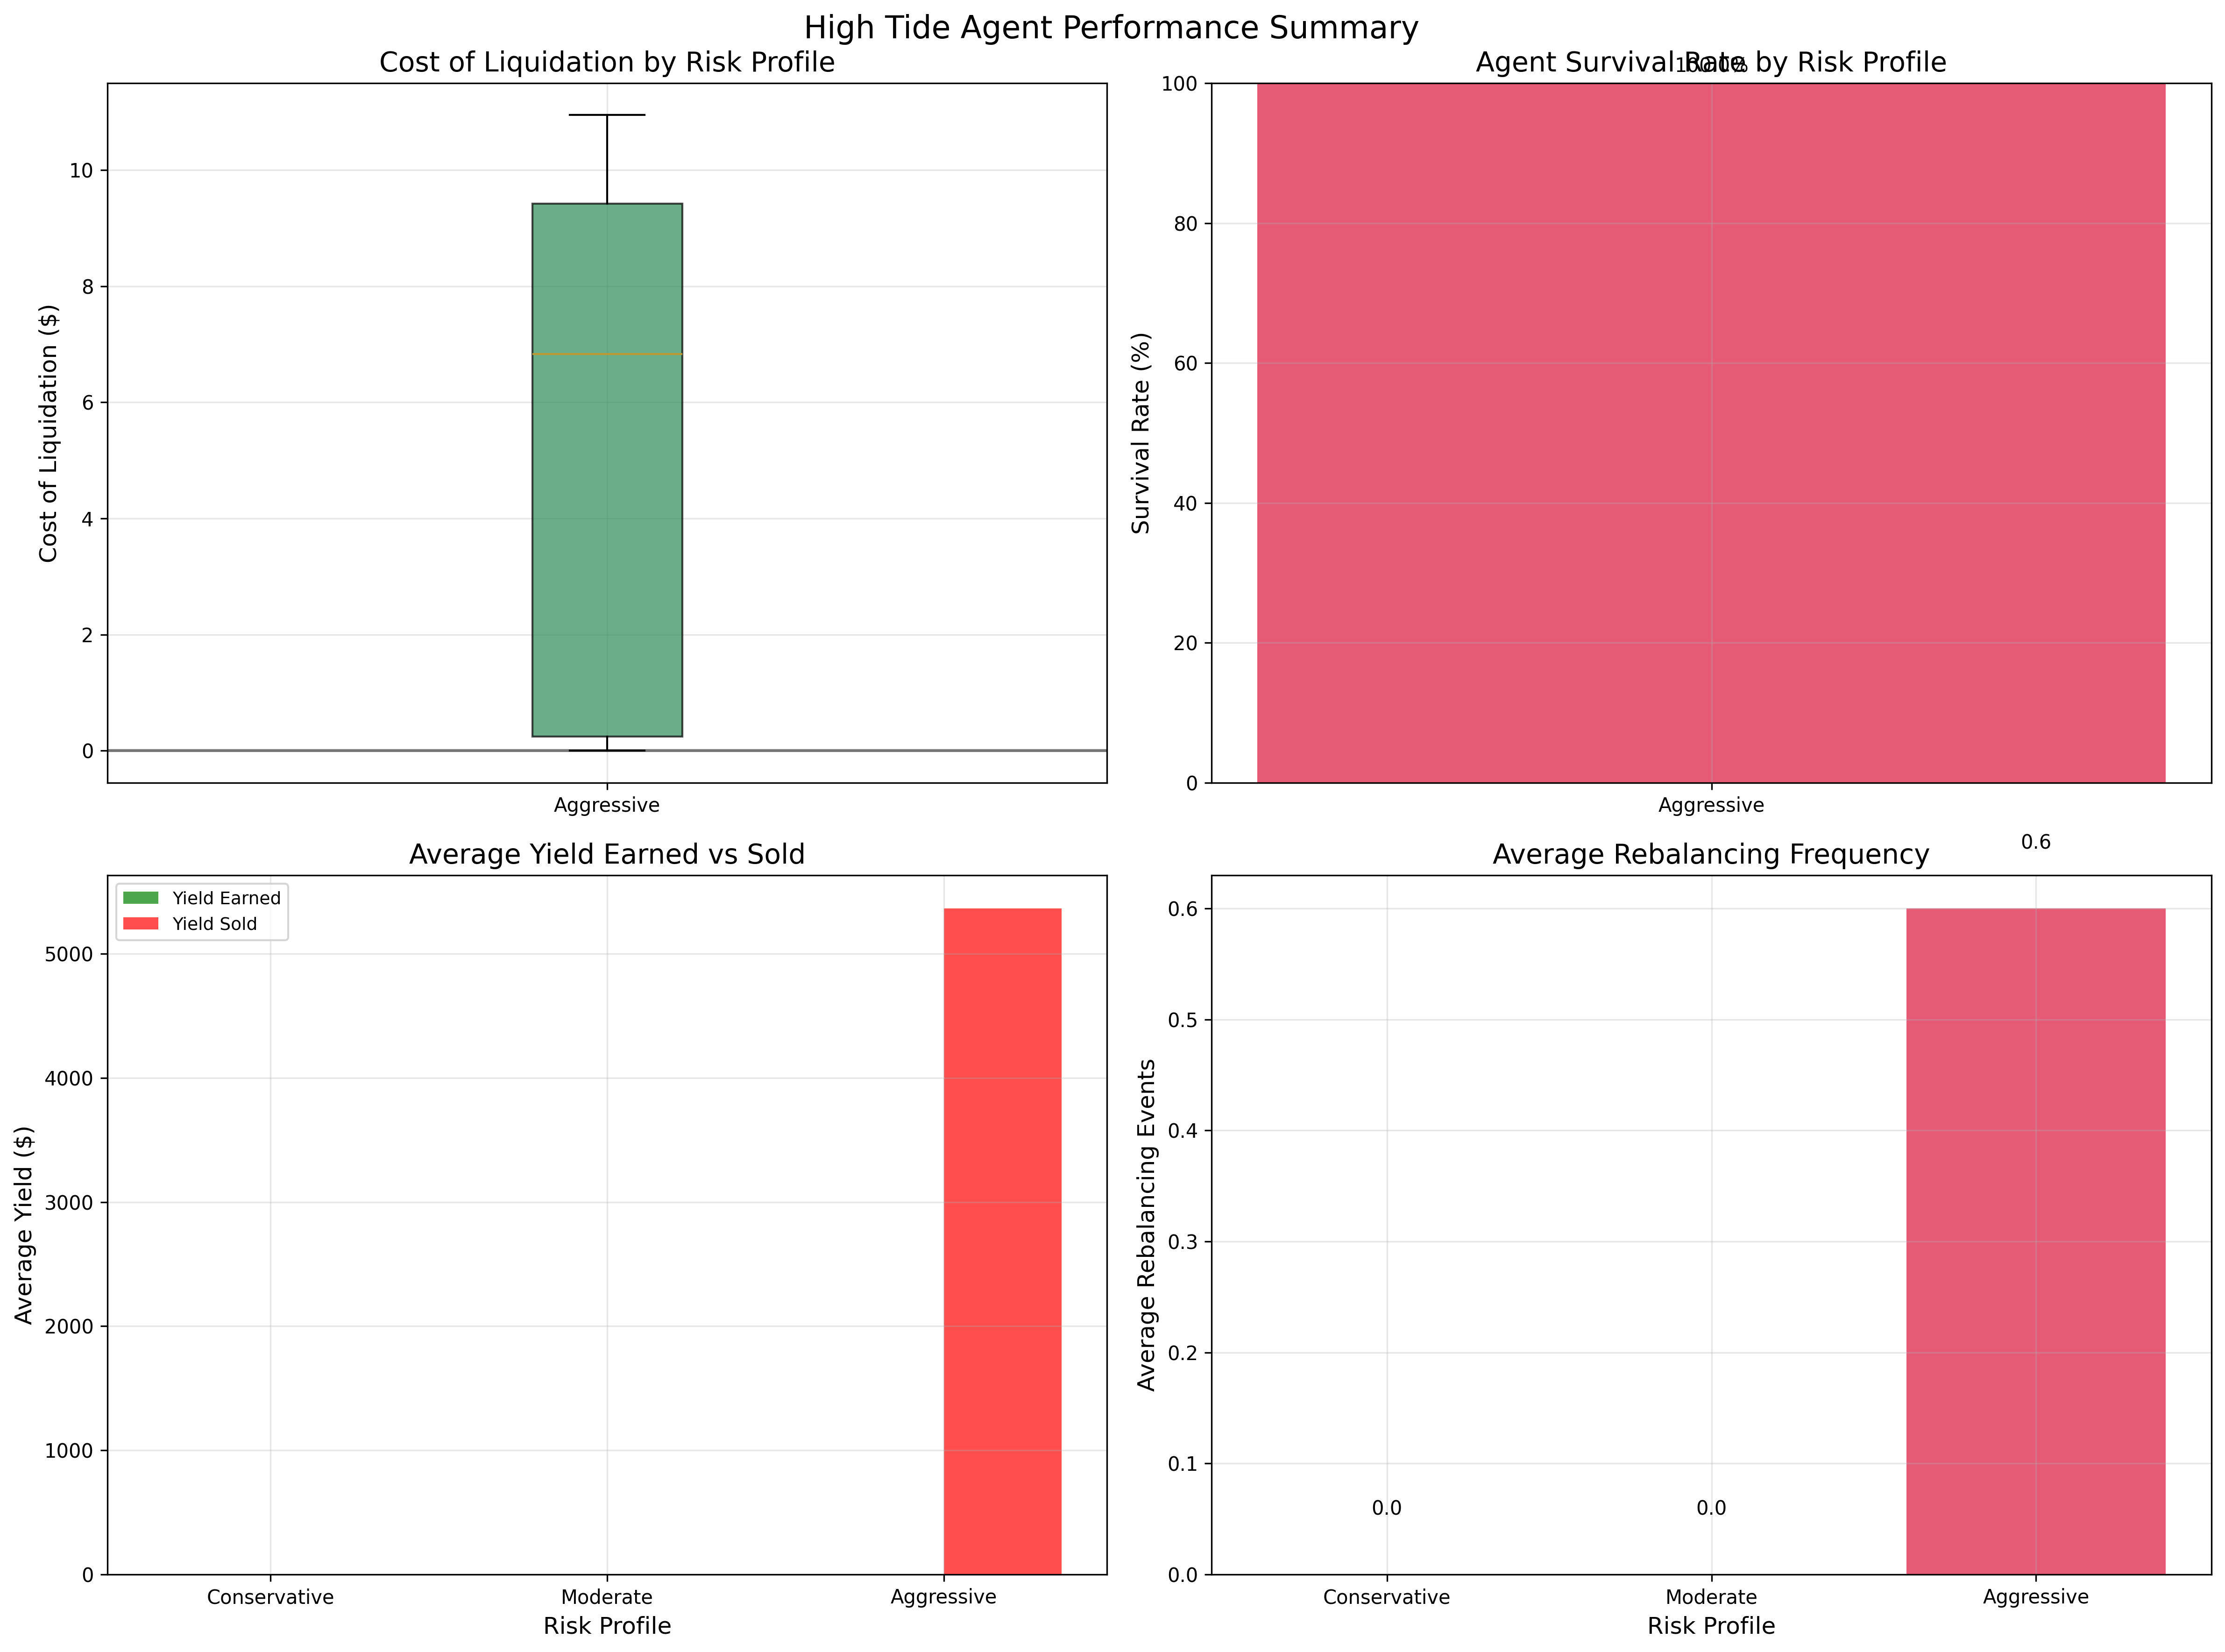 High Tide Agent Performance Summary
Cost of Liquidation by Risk Profile
Cost of Liquidation ($)
10
8
6
4
2
0
Aggressive
Agent Survival Rate by Risk Profile
100.0%
Survival Rate (%)
100
80
60
40
20
0
Aggressive
Average Yield Earned vs Sold
Yield Earned
Yield Sold
Average Yield ($)
5000
4000
3000
2000
1000
0
Conservative
Moderate
Aggressive
Risk Profile
Average Rebalancing Frequency
0.6
Average Rebalancing Events
0.6
0.5
0.4
0.3
0.2
0.1
0.0
0.0
0.0
Conservative
Moderate
Aggressive
Risk Profile